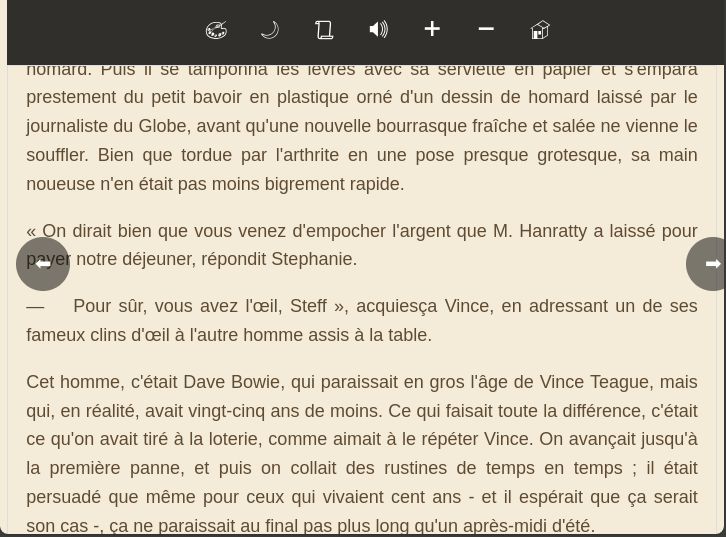 homard. Puis il se tamponna les lèvres avec sa serviette en papier et s'empara
prestement du petit bavoir en plastique orné d'un dessin de homard laissé par le
journaliste du Globe, avant qu'une nouvelle bourrasque fraîche et salée ne vienne le
souffler. Bien que tordue par l'arthrite en une pose presque grotesque, sa main
noueuse n'en était pas moins bigrement rapide.
« On dirait bien que vous venez d'empocher l'argent que M. Hanratty a laissé pour
payer notre déjeuner, répondit Stephanie.
— Pour sûr, vous avez l'œil, Steff », acquiesça Vince, en adressant un de ses
fameux clins d'œil à l'autre homme assis à la table.
Cet homme, c'était Dave Bowie, qui paraissait en gros l'âge de Vince Teague, mais
qui, en réalité, avait vingt-cinq ans de moins. Ce qui faisait toute la différence, c'était
ce qu'on avait tiré à la loterie, comme aimait à le répéter Vince. On avançait jusqu'à
la première panne, et puis on collait des rustines de temps en temps ; il était
persuadé que même pour ceux qui vivaient cent ans - et il espérait que ça serait
son cas -, ça ne paraissait au final pas plus long qu'un après-midi d'été.